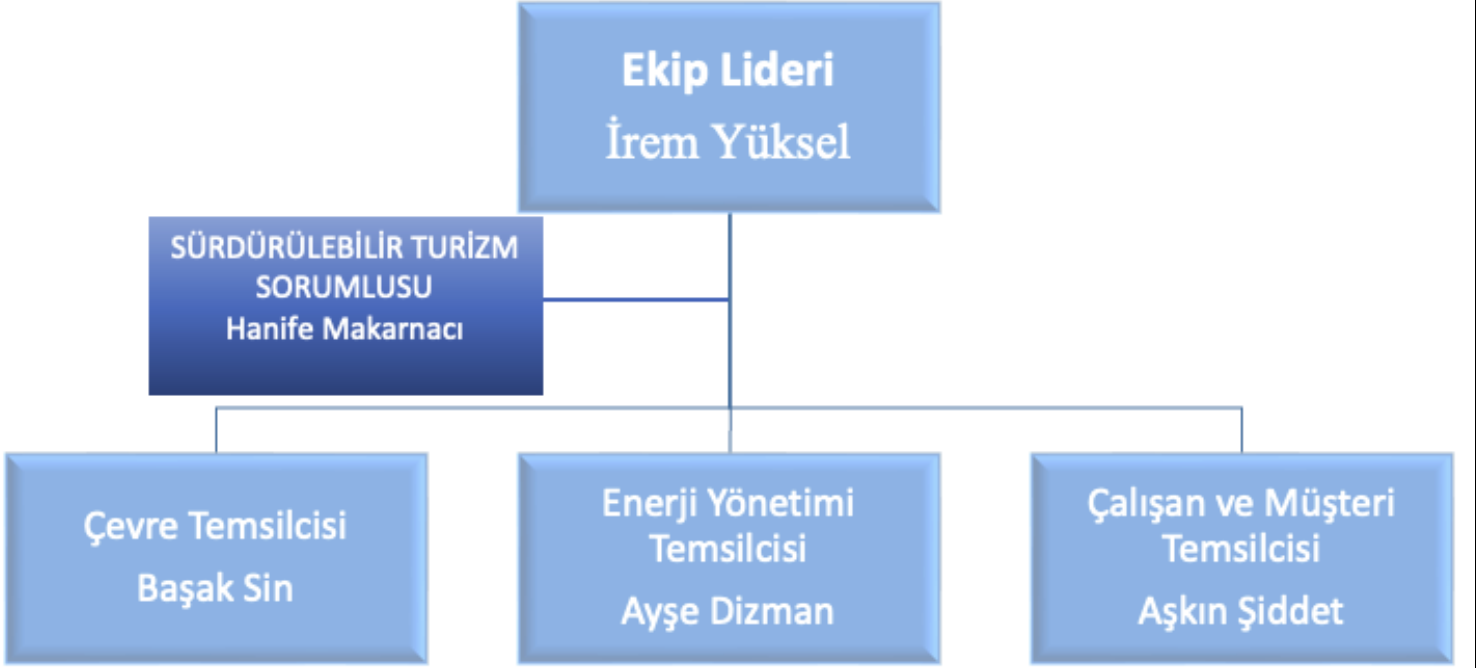 Ekip Lideri
İrem Yüksel
SÜRDÜRÜLEBİLİR TURİZM
SORUMLUSU
Hanife Makarnacı
Çevre Temsilcisi
Başak Sin
Enerji Yönetimi
Temsilcisi
Ayşe Dizman
Çalışan ve Müşteri
Temsilcisi
Aşkın Şiddet